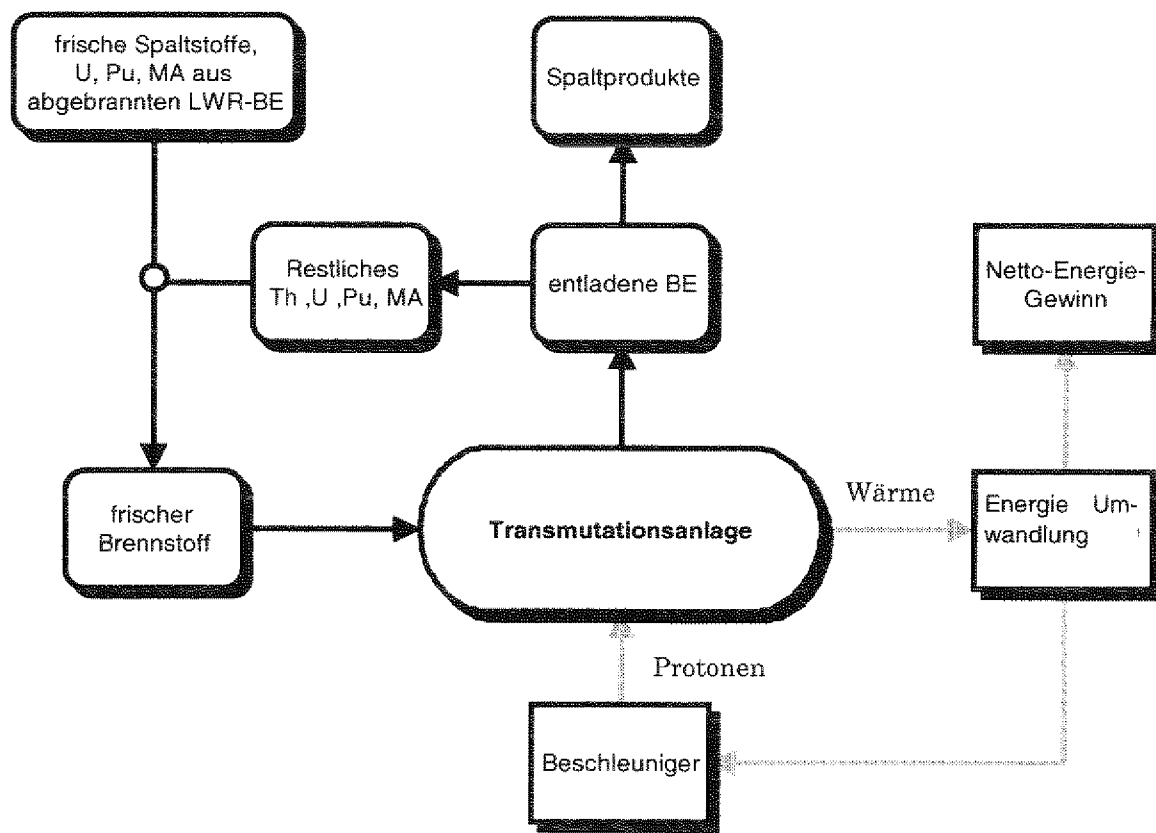 frische Spaltstoffe,
U, Pu, MA aus
abgebrannten LWR-BE
Spaltprodukte
Restliches
Th ,U ,Pu, MA
entladene BE
Netto-Energie-
Gewinn
frischer
Brennstoff
Transmutationsanlage
Wärme
Energie Um-
wandlung
Protonen
Beschleuniger